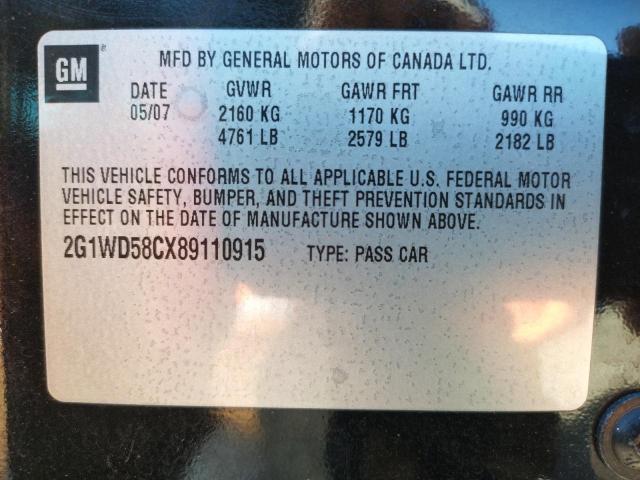 GM
MFD BY GENERAL MOTORS OF CANADA LTD.
DATE GVWR GAWR FRT GAWR RR
05/07 2160 KG 1170 KG 990 KG
4761 LB 2579 LB 2182 LB
THIS VEHICLE CONFORMS TO ALL APPLICABLE U.S. FEDERAL MOTOR
VEHICLE SAFETY, BUMPER, AND THEFT PREVENTION STANDARDS IN
EFFECT ON THE DATE OF MANUFACTURE SHOWN ABOVE.
2G1WD58CX89110915 TYPE: PASS CAR